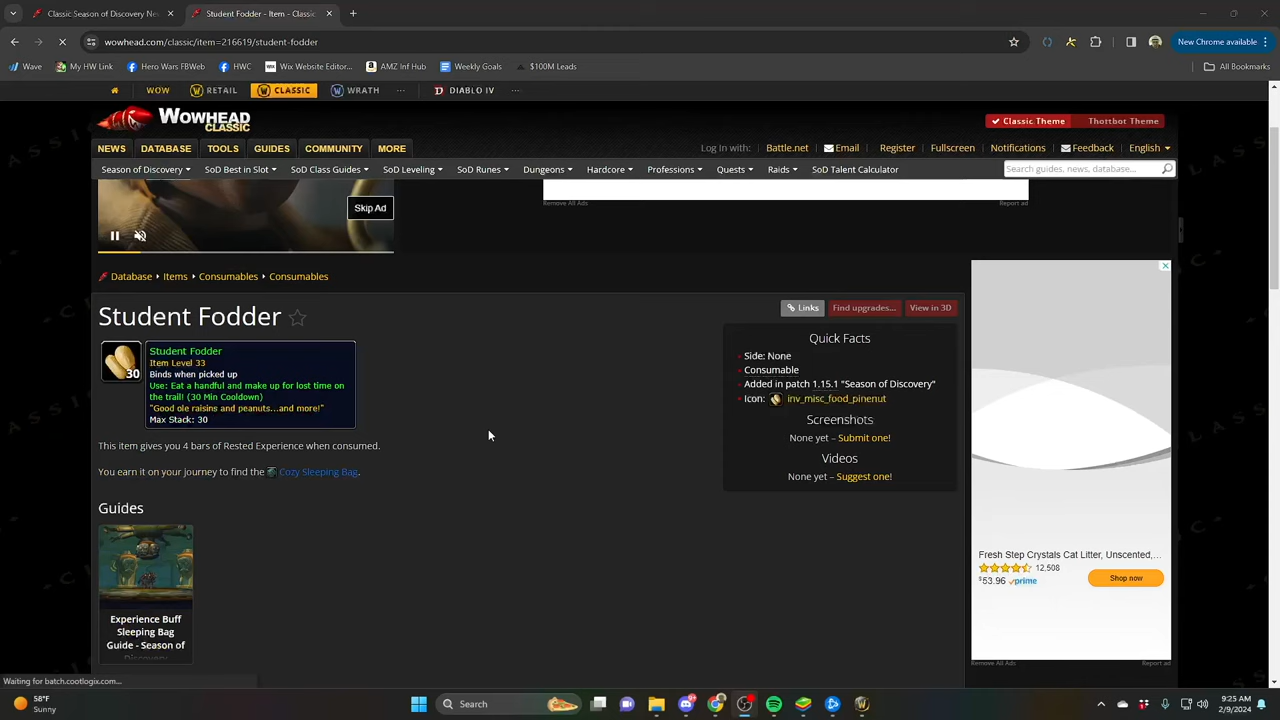 Classic Season of Discovery Ne
Student Fodder - Item - Classic
wowhead.com/classic/item=216619/student-fodder
New Chrome available
Wave
My HW Link
Hero Wars FBWeb
HWC
Wix Website Editor...
AMZ Inf Hub
Weekly Goals
$100M Leads
All Bookmarks
WOW
RETAIL
CLASSIC
WRATH
DIABLO IV
WOWHEAD
CLASSIC
Classic Theme
Thottbot Theme
NEWS
DATABASE
TOOLS
GUIDES
COMMUNITY
MORE
Log in with:
Battle.net
Email
Register
Fullscreen
Notifications
Feedback
English
Season of Discovery
SoD Best in Slot
SoD Leveling
Runes
Dungeons
Hardcore
Professions
Quests
Raids
SoD Talent Calculator
Search guides, news, database...
Skip Ad
Remove All Ads
Report ad
Database
Items
Consumables
Consumables
Student Fodder
Links
Find upgrades...
View in 3D
30
Student Fodder
Item Level 33
Binds when picked up
Use: Eat a handful and make up for lost time on
the trail! (30 Min Cooldown)
"Good ole raisins and peanuts...and more!"
Max Stack: 30
This item gives you 4 bars of Rested Experience when consumed.
You earn it on your journey to find the Cozy Sleeping Bag.
Quick Facts
Side: None
Consumable
Added in patch 1.15.1 "Season of Discovery"
Icon: inv_misc_food_pinenut
Screenshots
None yet – Submit one!
Videos
None yet – Suggest one!
Guides
Experience Buff
Sleeping Bag
Guide - Season of
Discovery
Fresh Step Crystals Cat Litter, Unscented,...
12,508
$53.96 prime
Shop now
Remove All Ads
Report ad
Waiting for batch.cootlogix.com...
58°F
Sunny
Search
9:25 AM
2/9/2024